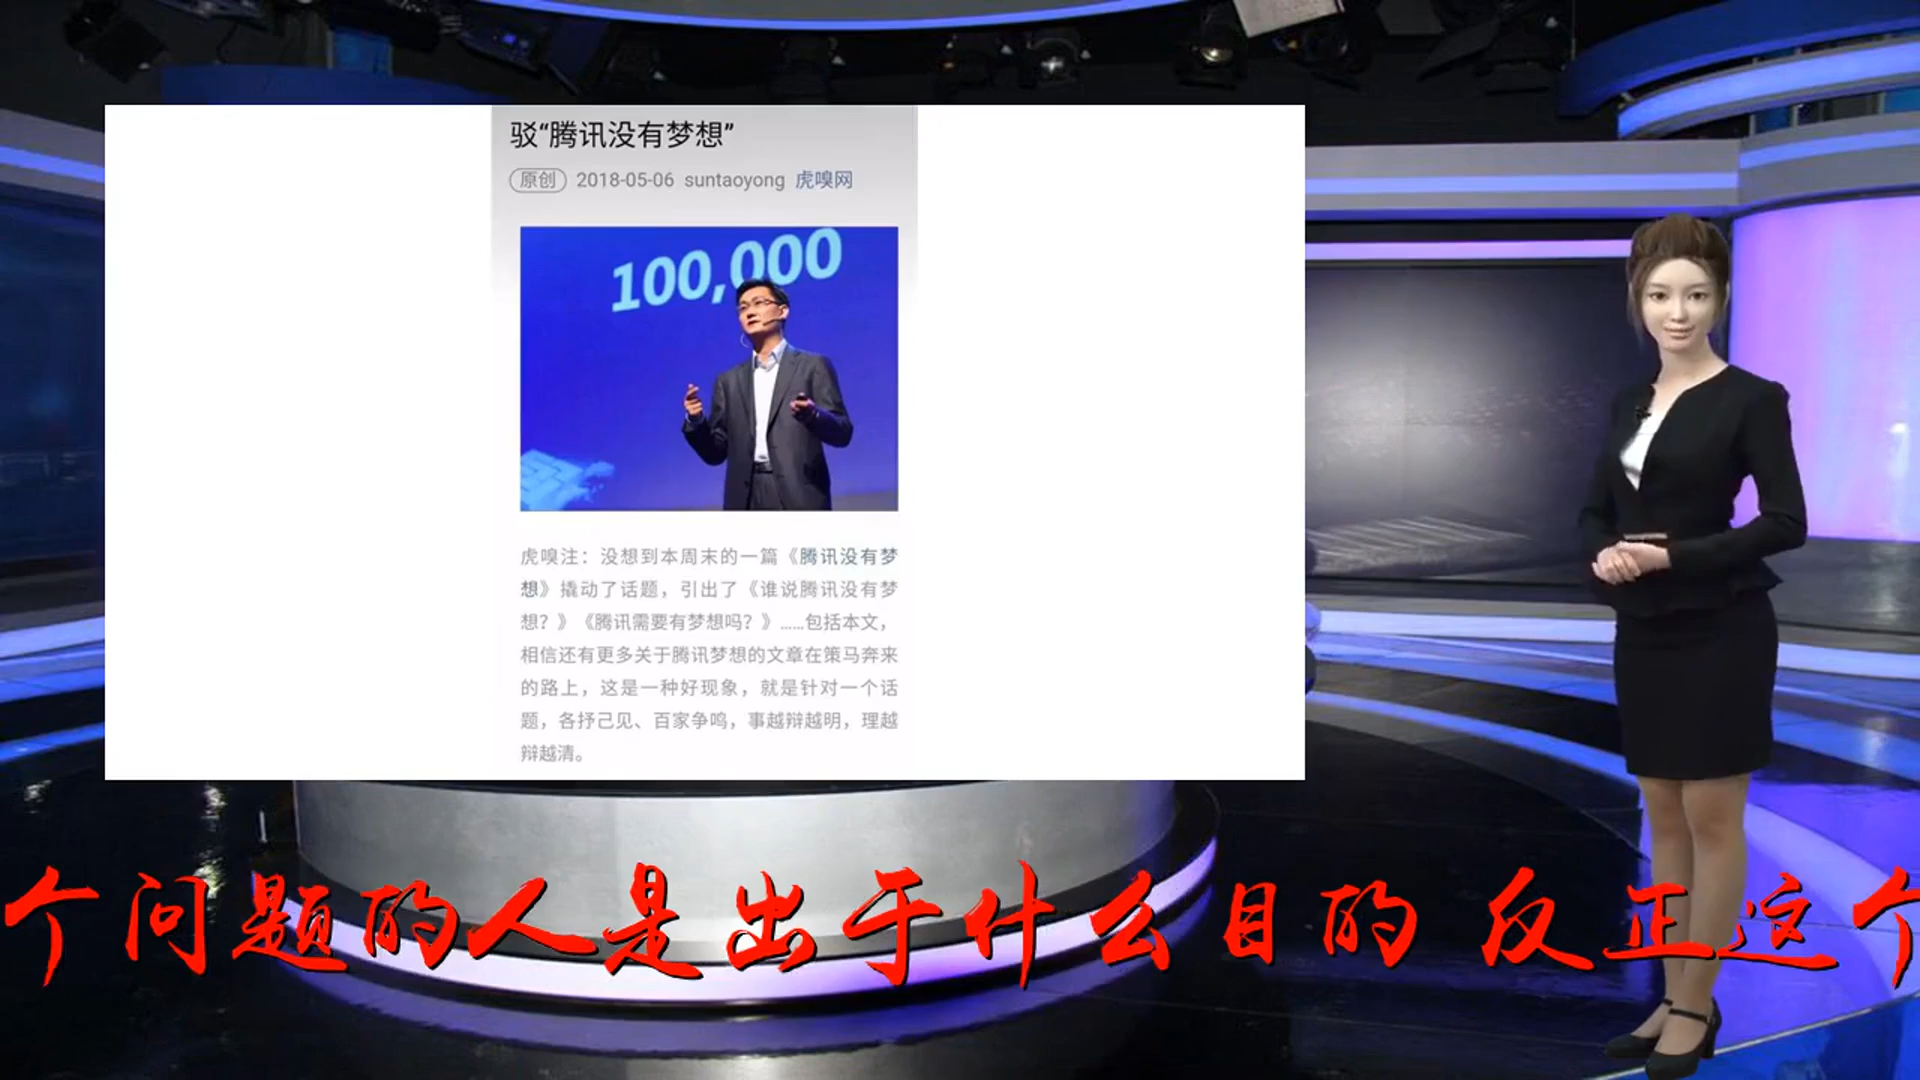 驳“腾讯没有梦想”
原创 2018-05-06 suntaoyong 虎嗅网
100,000
虎嗅注：没想到本周末的一篇《腾讯没有梦
想》撬动了话题，引出了《谁说腾讯没有梦
想？》《腾讯需要有梦想吗？》……包括本文，
相信还有更多关于腾讯梦想的文章在策马奔来
的路上，这是一种好现象，就是针对一个话
题，各抒己见、百家争鸣，事越辩越明，理越
辩越清。
个问题的人是出于什么目的 反正这个